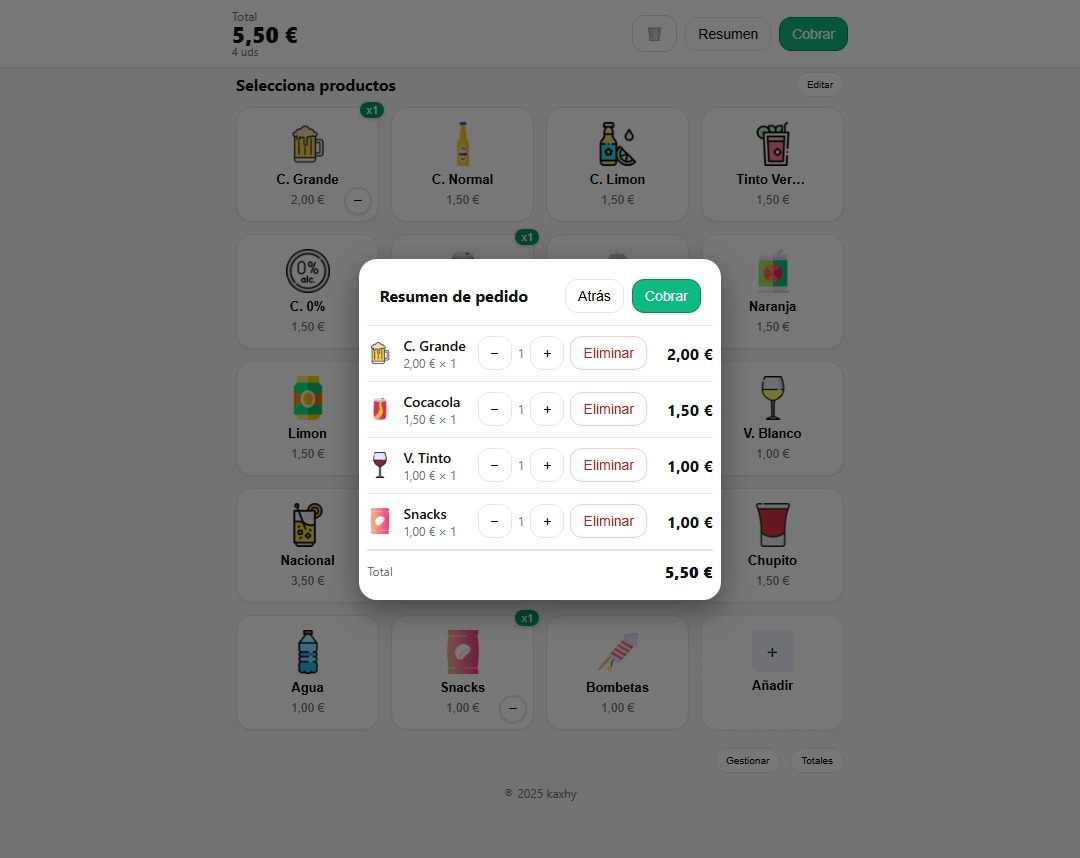 Total
5,50 €
4 uds
Resumen
Cobrar
Selecciona productos
Editar
x1
C. Grande
2,00 €
−
C. Normal
1,50 €
C. Limon
1,50 €
Tinto Ver...
1,50 €
0%
alc.
C. 0%
1,50 €
x1
Naranja
1,50 €
Resumen de pedido
Atrás
Cobrar
C. Grande
2,00 € × 1
− 1 +
Eliminar
2,00 €
Cocacola
1,50 € × 1
− 1 +
Eliminar
1,50 €
V. Tinto
1,00 € × 1
− 1 +
Eliminar
1,00 €
Snacks
1,00 € × 1
− 1 +
Eliminar
1,00 €
Total
5,50 €
Limon
1,50 €
V. Blanco
1,00 €
Nacional
3,50 €
Chupito
1,50 €
Agua
1,00 €
x1
Snacks
1,00 €
−
Bombetas
1,00 €
+
Añadir
Gestionar
Totales
® 2025 kaxhy